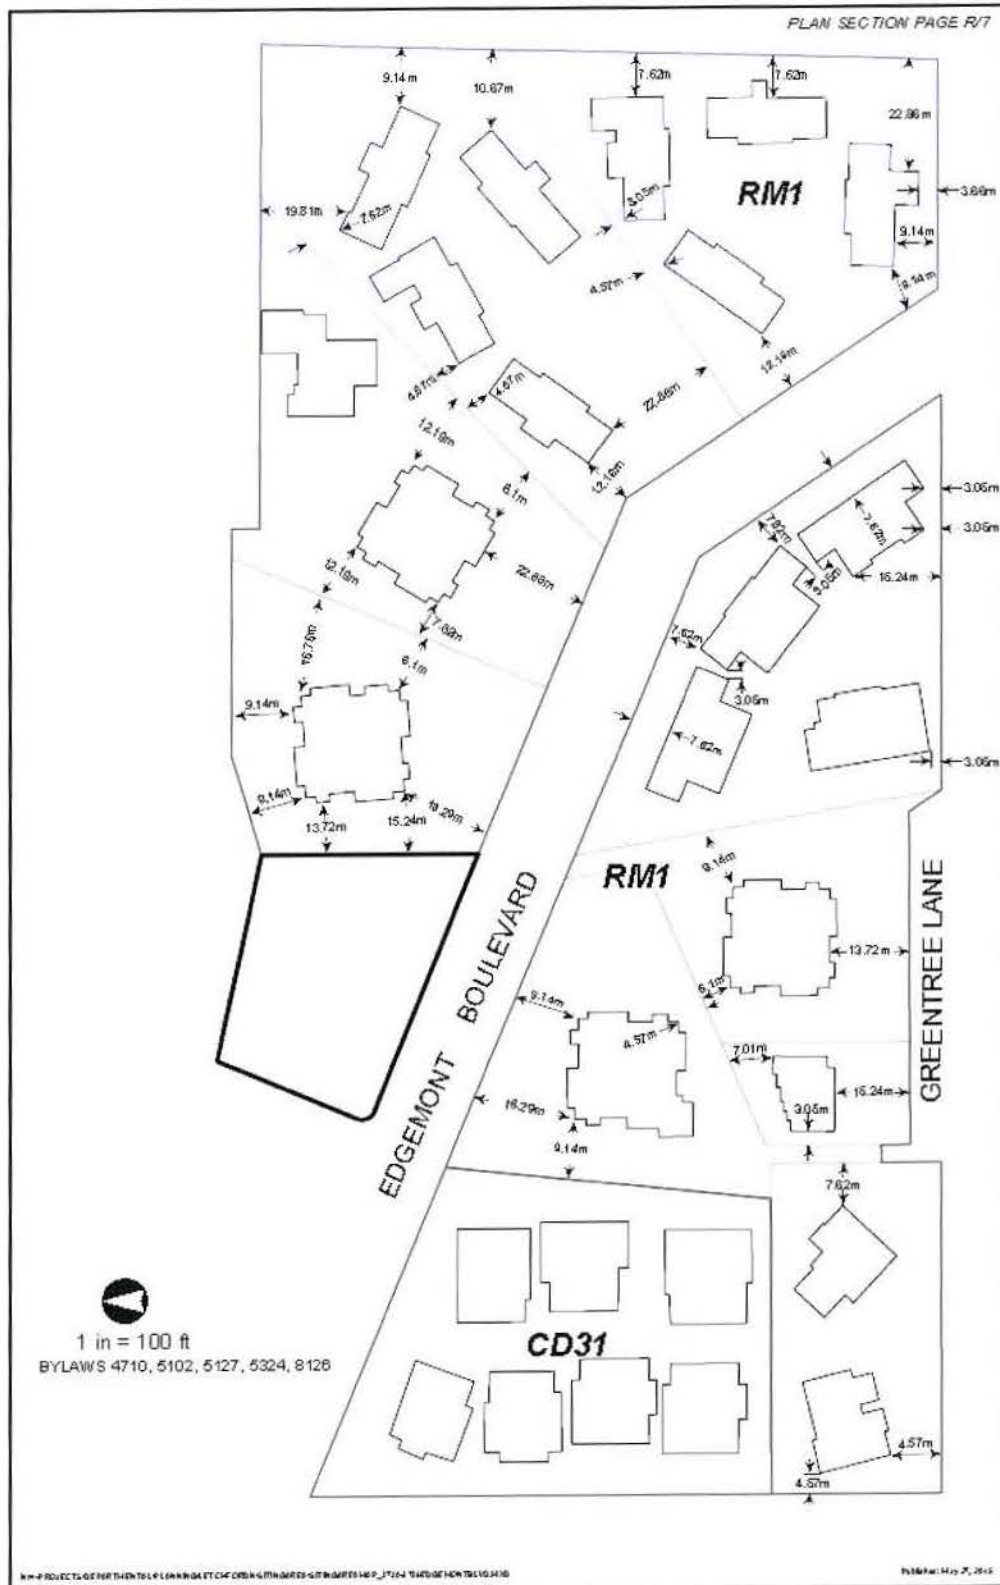 PLAN SECTION PAGE R/7
9.14m
10.67m
7.62m
7.62m
22.86m
RM1
3.05m
3.66m
19.81m
7.62m
9.14m
9.14m
4.57m
12.19m
4.57m
4.57m
22.86m
12.19m
12.19m
6.1m
3.05m
7.62m
7.62m
3.05m
12.19m
22.86m
3.05m
15.24m
7.62m
7.62m
16.76m
6.1m
9.14m
3.05m
7.62m
3.05m
9.14m
13.72m
15.24m
18.29m
RM1
9.14m
GREENTREE LANE
EDGEMONT BOULEVARD
13.72m
6.1m
9.14m
4.57m
7.01m
15.24m
3.05m
18.29m
9.14m
7.62m
1 in = 100 ft
BYLAWS 4710, 5102, 5127, 5324, 8126
CD31
4.57m
4.57m